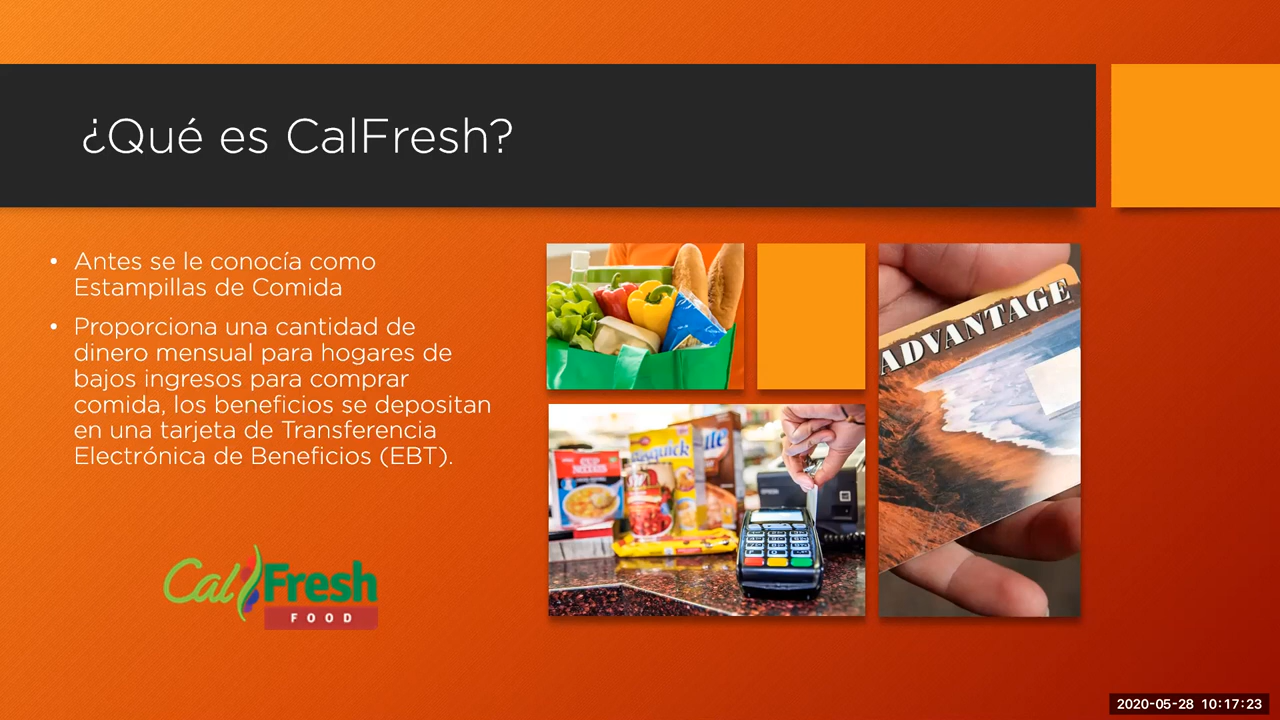 ¿Qué es CalFresh?
• Antes se le conocía como
Estampillas de Comida
• Proporciona una cantidad de
dinero mensual para hogares de
bajos ingresos para comprar
comida, los beneficios se depositan
en una tarjeta de Transferencia
Electrónica de Beneficios (EBT).
CalFresh
FOOD
ADVANTAGE
2020-05-28 10:17:23